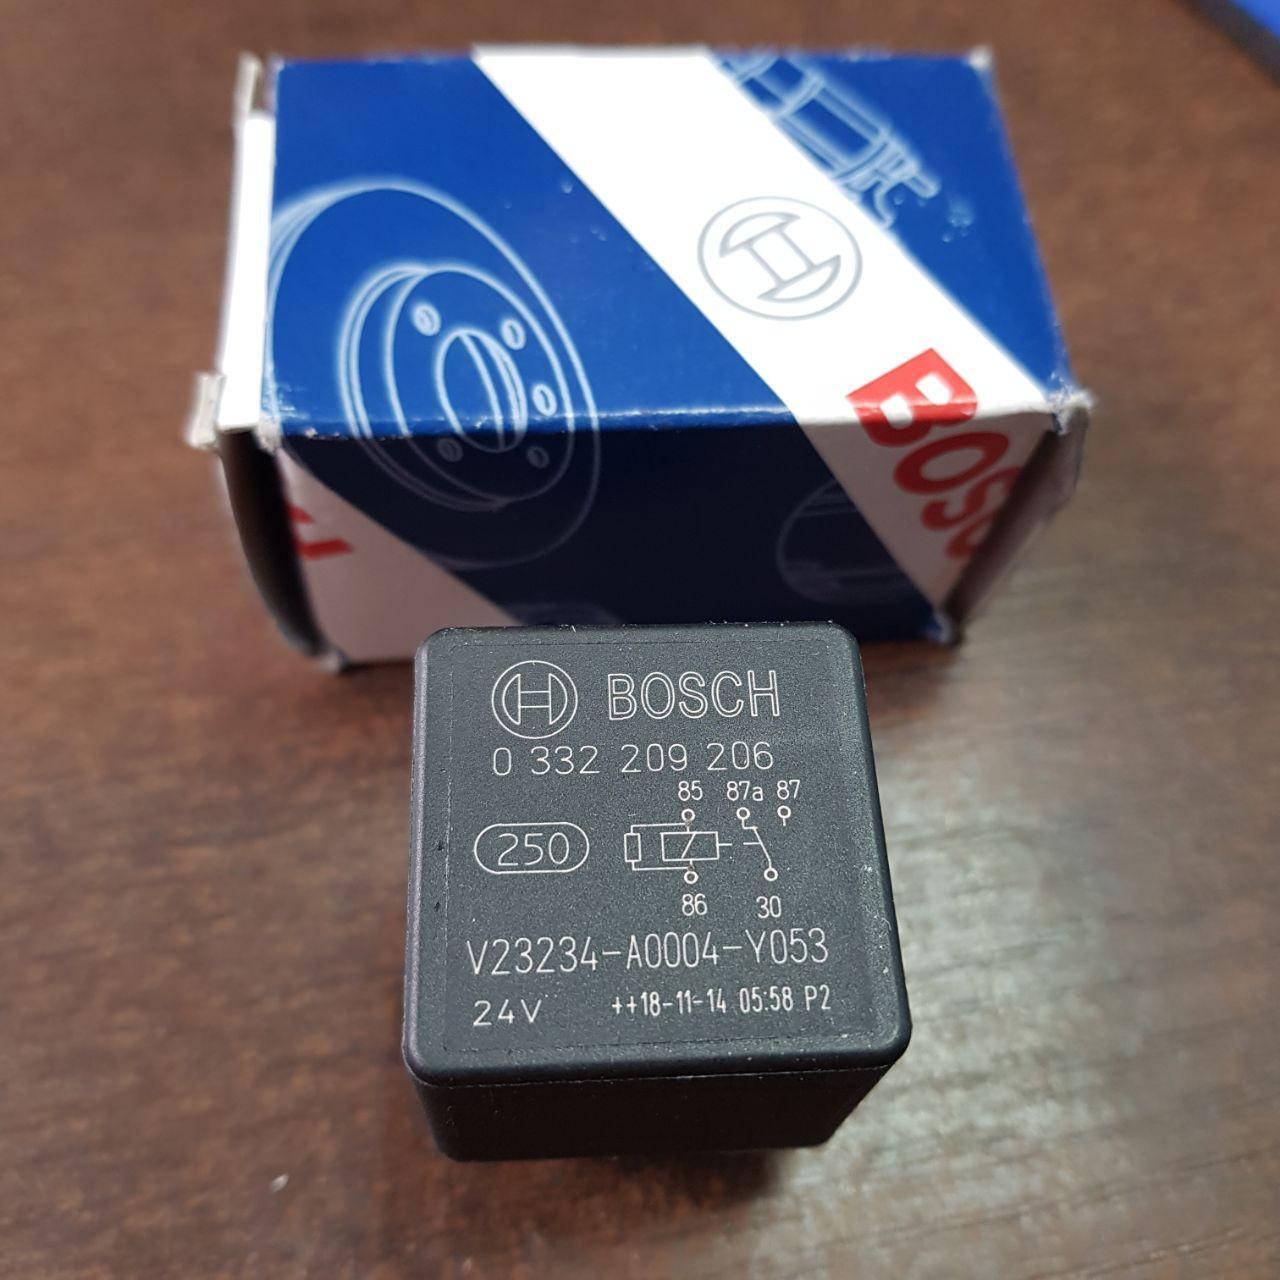 BOSCH
BOSCH
0 332 209 206
85 87a 87
250
86 30
V23234-A0004-Y053
24V ++18-11-14 05:58 P2